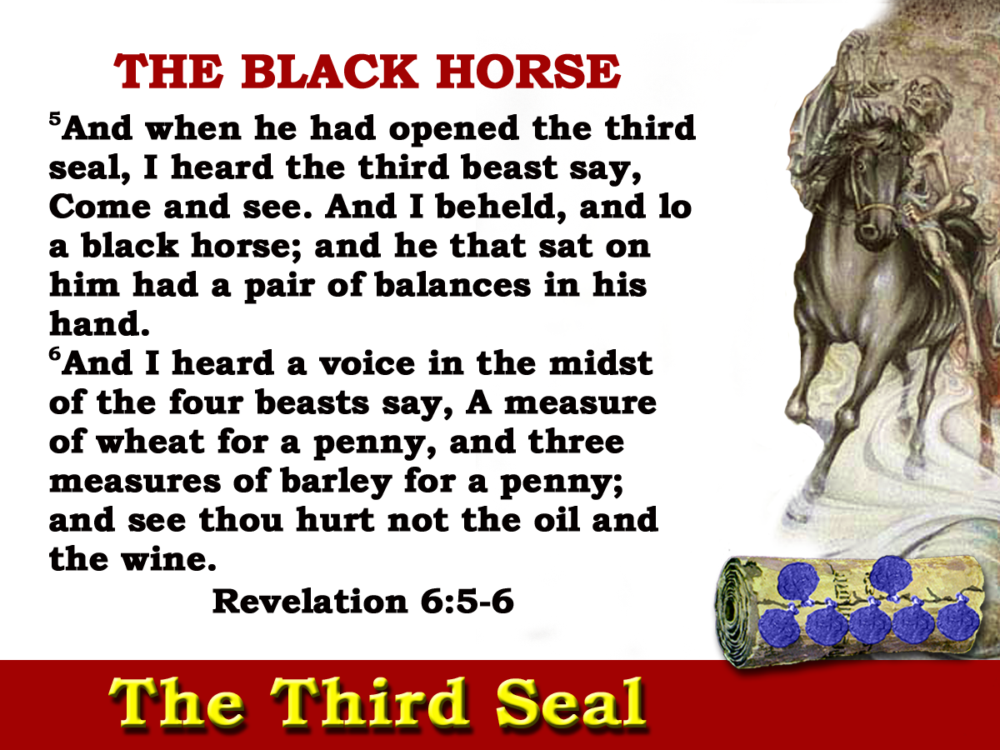 THE BLACK HORSE
⁵And when he had opened the third
seal, I heard the third beast say,
Come and see. And I beheld, and lo
a black horse; and he that sat on
him had a pair of balances in his
hand.
⁶And I heard a voice in the midst
of the four beasts say, A measure
of wheat for a penny, and three
measures of barley for a penny;
and see thou hurt not the oil and
the wine.
Revelation 6:5-6
The Third Seal